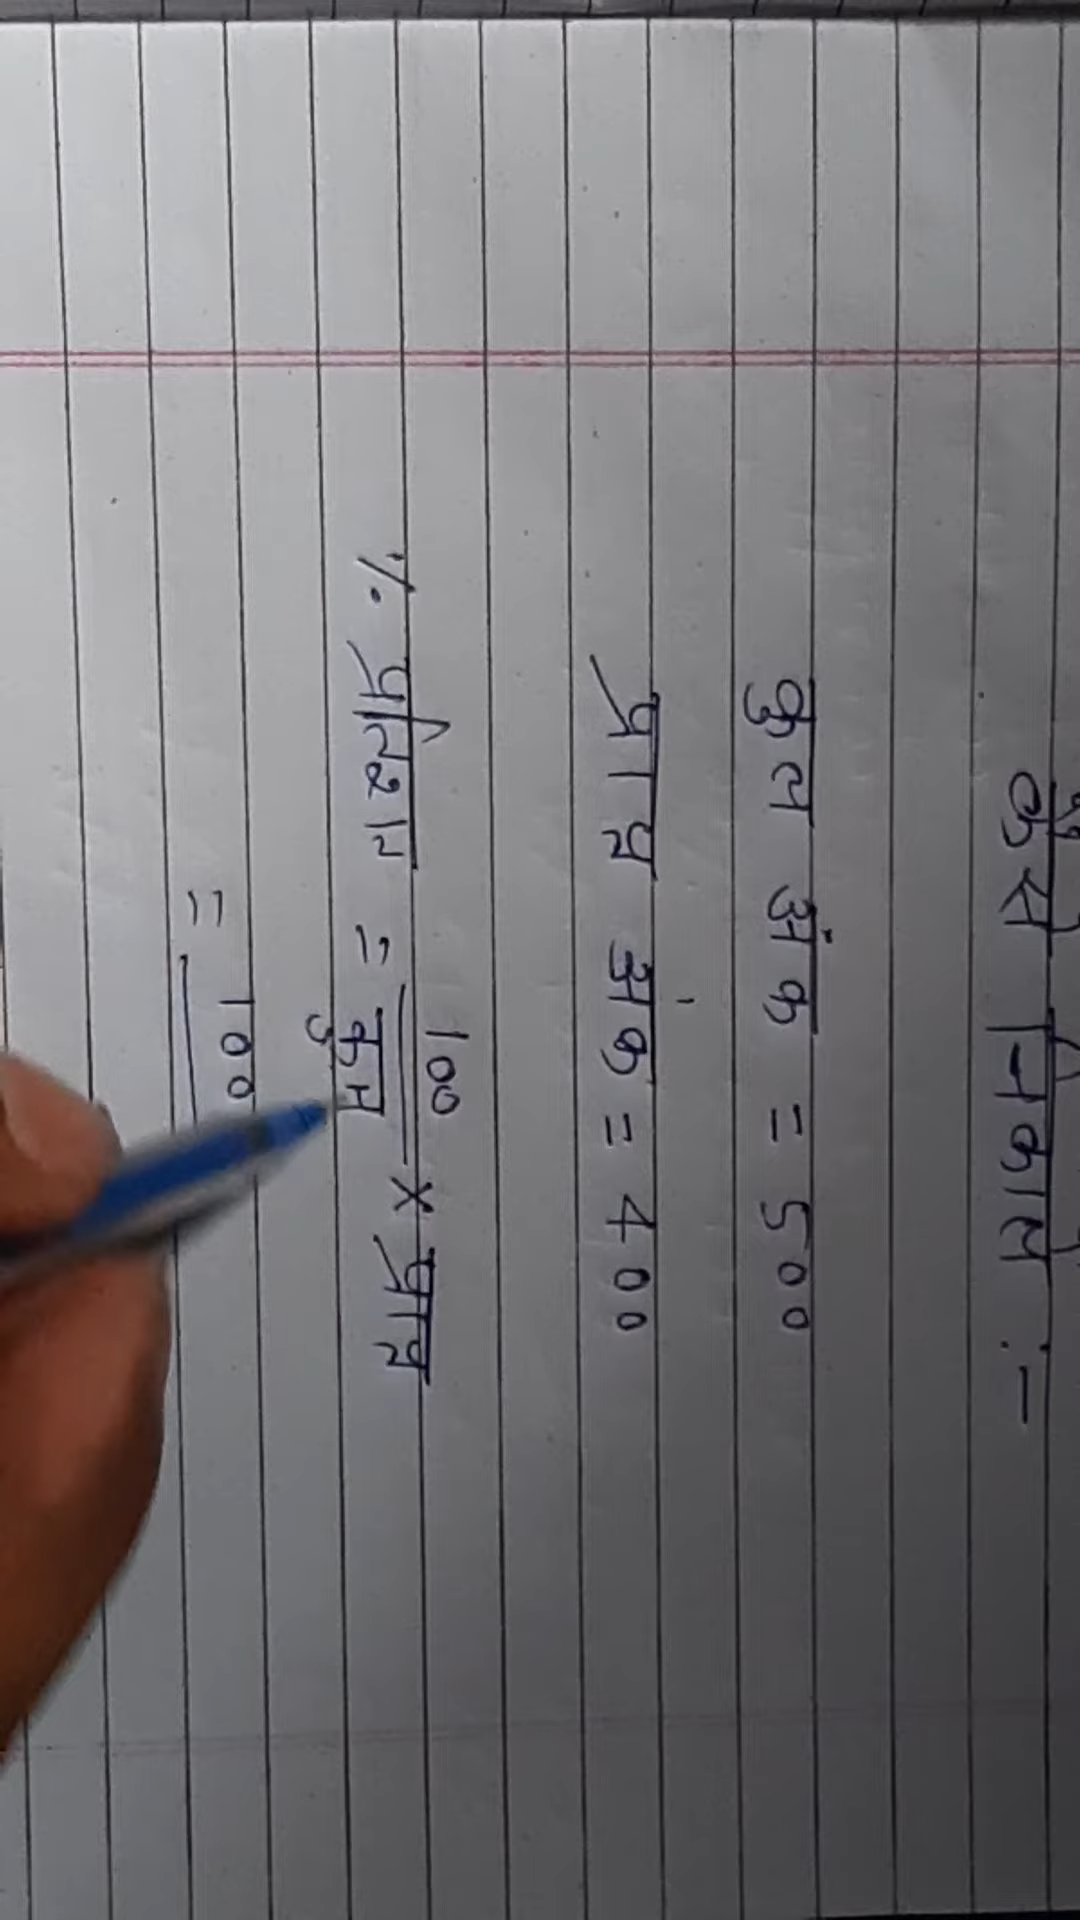 कैसे निकाले :-
कुल अंक = 500
प्राप्त अंक = 400
% प्रतिशत = 100/कुल × प्राप्त
= 100